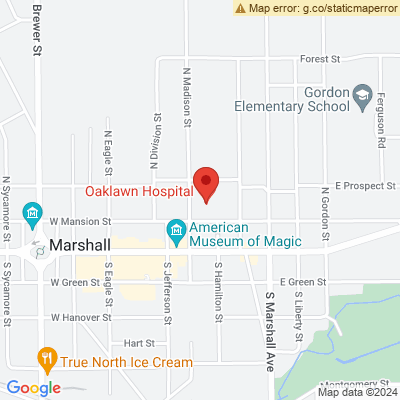 Map error: g.co/staticmaperror
Brewer St
Forest St
N Madison St
Gordon
Elementary School
Ferguson Rd
N Division St
N Eagle St
N Sycamore St
Oaklawn Hospital
E Prospect St
N Gordon St
W Mansion St
American
Museum of Magic
Marshall
S Sycamore St
S Eagle St
S Jefferson St
S Hamilton St
W Green St
E Green St
S Marshall Ave
S Liberty St
W Hanover St
Hart St
True North Ice Cream
Montgomery St
Google
Map data ©2024